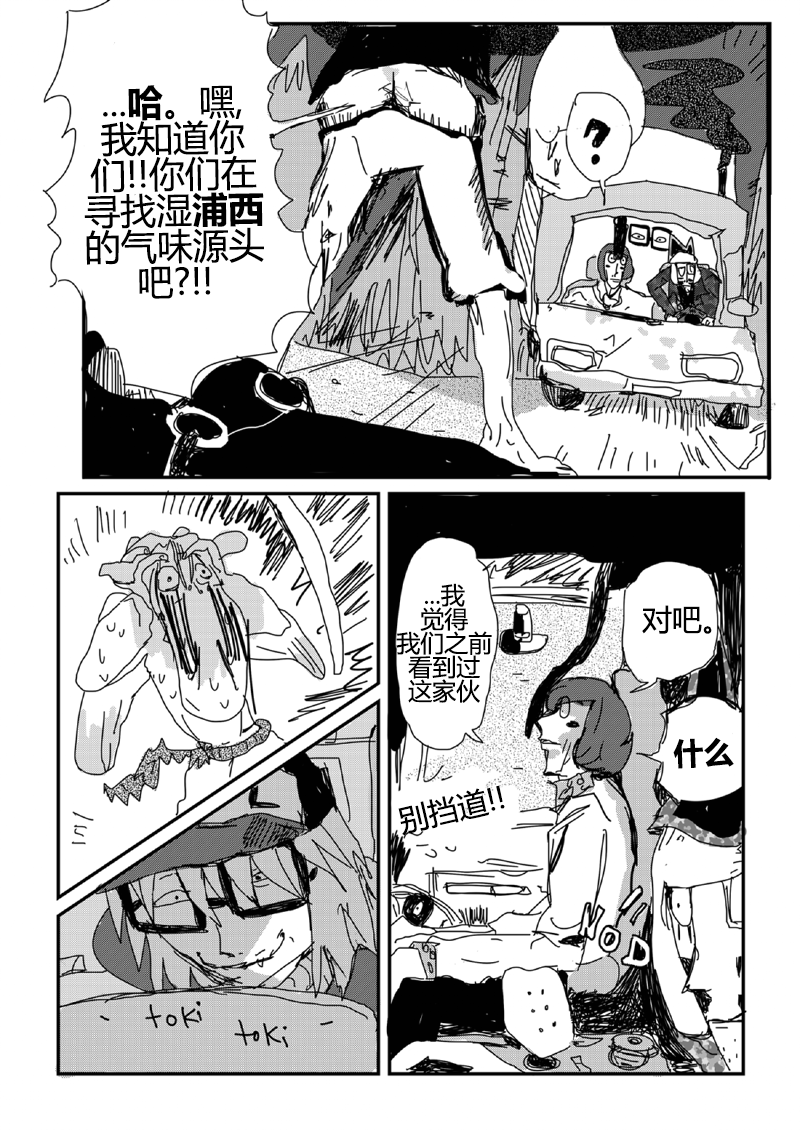 ...哈。嘿,
我知道你
们!!你们在
寻找湿浦西
的气味源头
吧?!!
?
...我
觉得
我们之前
看到过
这家伙
对吧。
什么
别挡道!!
NOD
toki
toki